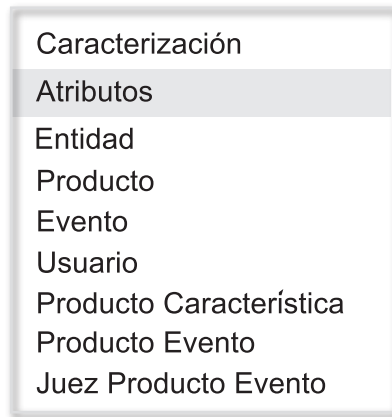 Caracterización
Atributos
Entidad
Producto
Evento
Usuario
Producto Característica
Producto Evento
Juez Producto Evento